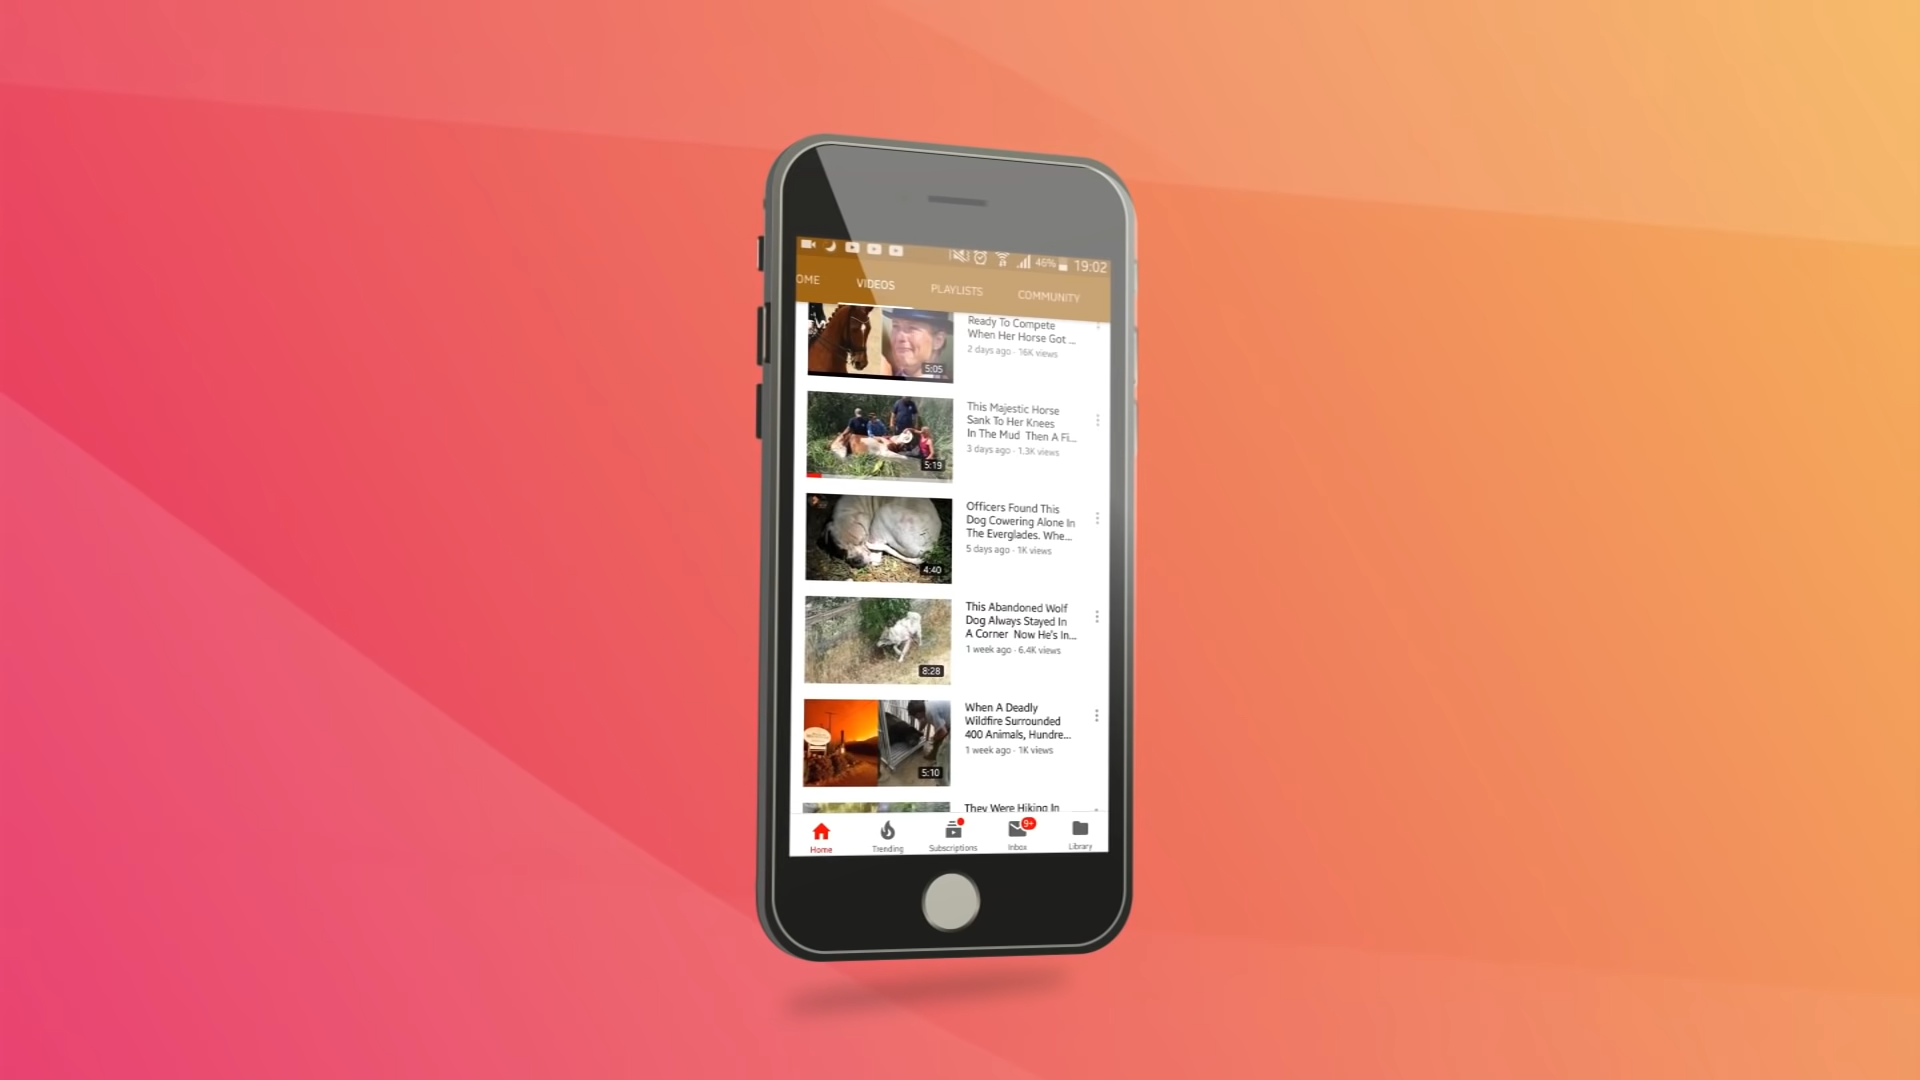 46% 19:02
OME VIDEOS PLAYLISTS COMMUNITY
Ready To Compete
When Her Horse Got ...
2 days ago · 16K views
5:05
This Majestic Horse
Sank To Her Knees
In The Mud Then A Fi...
3 days ago · 1.3K views
5:19
Officers Found This
Dog Cowering Alone In
The Everglades. Whe...
5 days ago · 1K views
4:40
This Abandoned Wolf
Dog Always Stayed In
A Corner Now He's In...
1 week ago · 6.4K views
8:28
When A Deadly
Wildfire Surrounded
400 Animals, Hundre...
1 week ago · 1K views
5:10
They Were Hiking In
9+
Home Trending Subscriptions Inbox Library